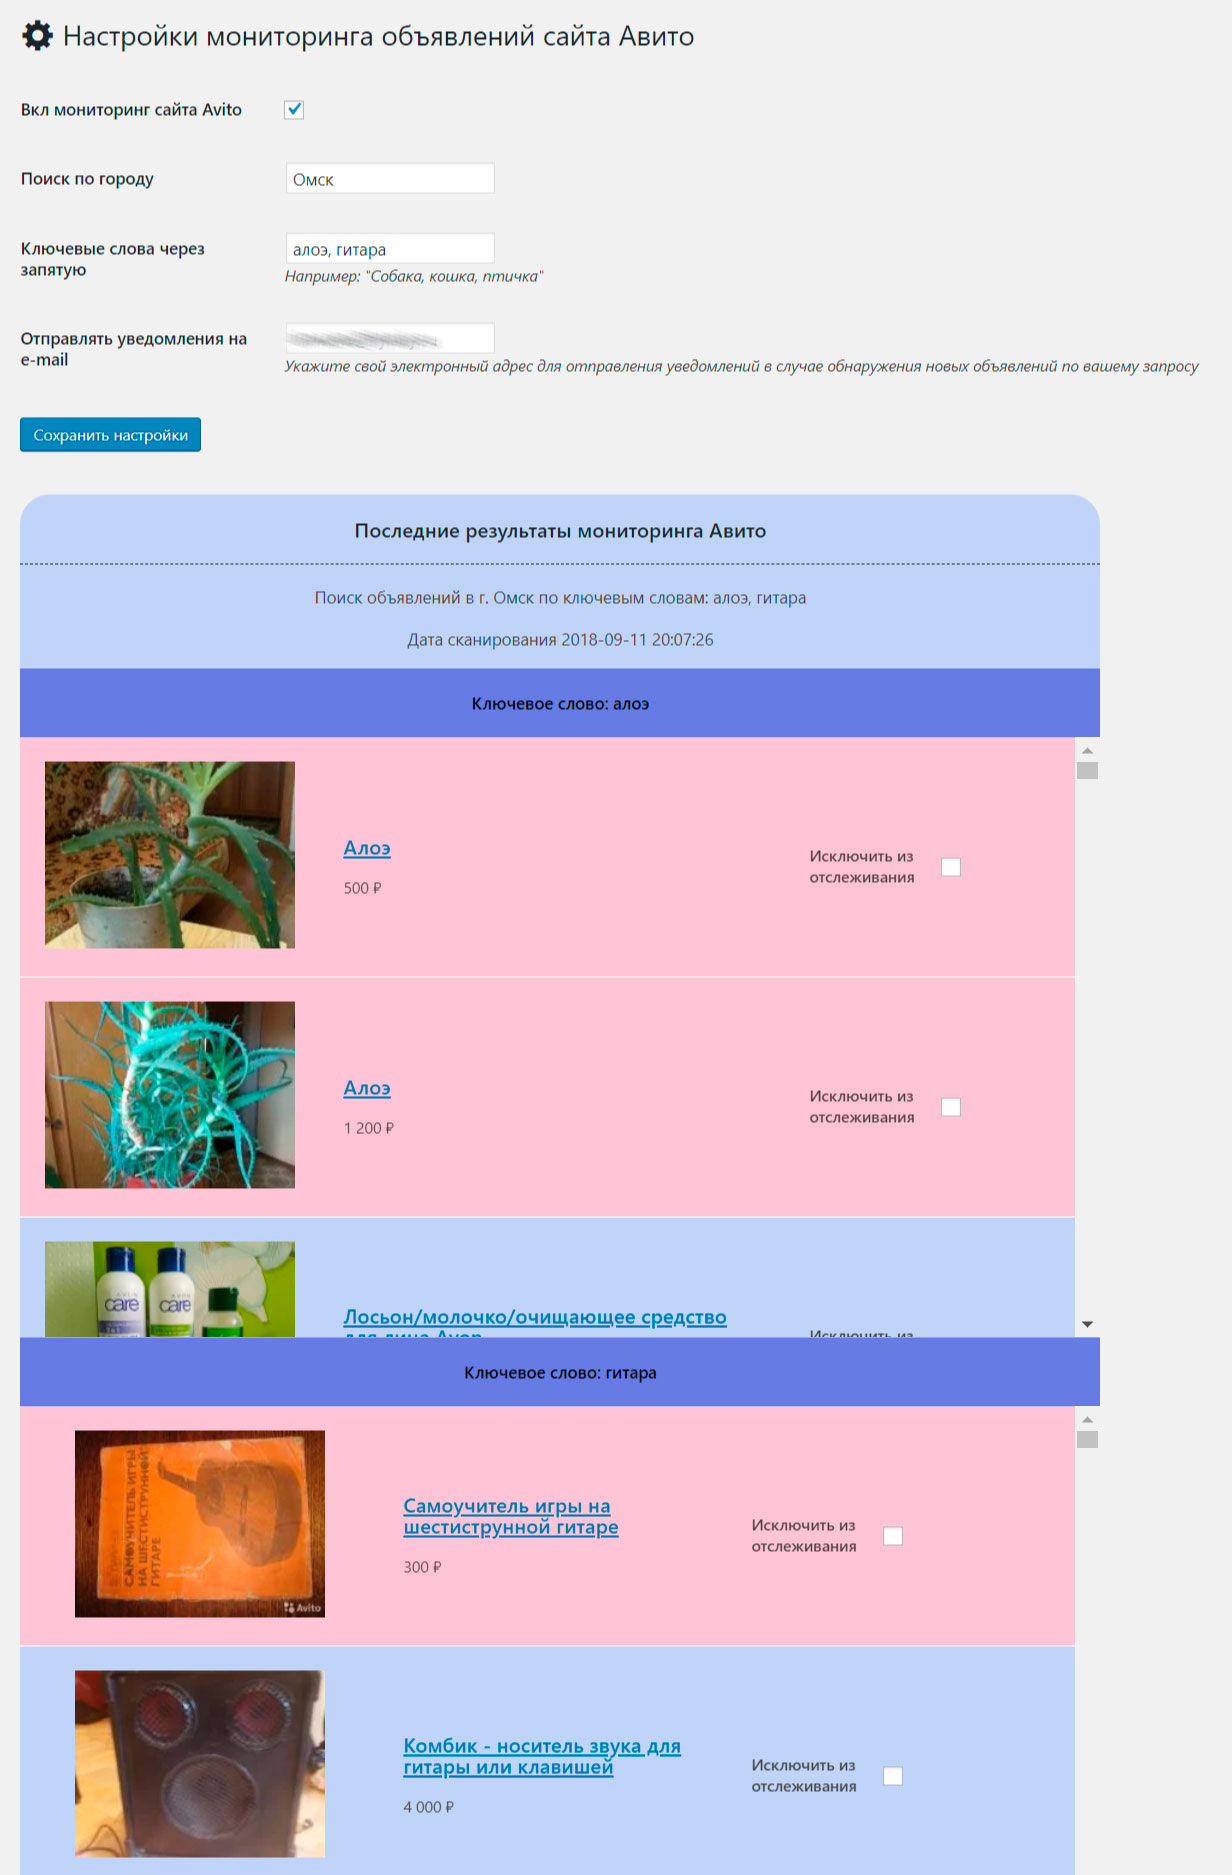 Настройки мониторинга объявлений сайта Авито
Вкл мониторинг сайта Avito
Поиск по городу
Омск
Ключевые слова через
запятую
алоэ, гитара
Например: "Собака, кошка, птичка"
Отправлять уведомления на
e-mail
Укажите свой электронный адрес для отправления уведомлений в случае обнаружения новых объявлений по вашему запросу
Сохранить настройки
Последние результаты мониторинга Авито
Поиск объявлений в г. Омск по ключевым словам: алоэ, гитара
Дата сканирования 2018-09-11 20:07:26
Ключевое слово: алоэ
Алоэ
500 ₽
Исключить из
отслеживания
Алоэ
1 200 ₽
Исключить из
отслеживания
care
care
Лосьон/молочко/очищающее средство
для лица Avon
Исключить из
Ключевое слово: гитара
САМОУЧИТЕЛЬ ИГРЫ
НА ШЕСТИСТРУННОЙ
ГИТАРЕ
Avito
Самоучитель игры на
шестиструнной гитаре
300 ₽
Исключить из
отслеживания
Комбик - носитель звука для
гитары или клавишей
4 000 ₽
Исключить из
отслеживания